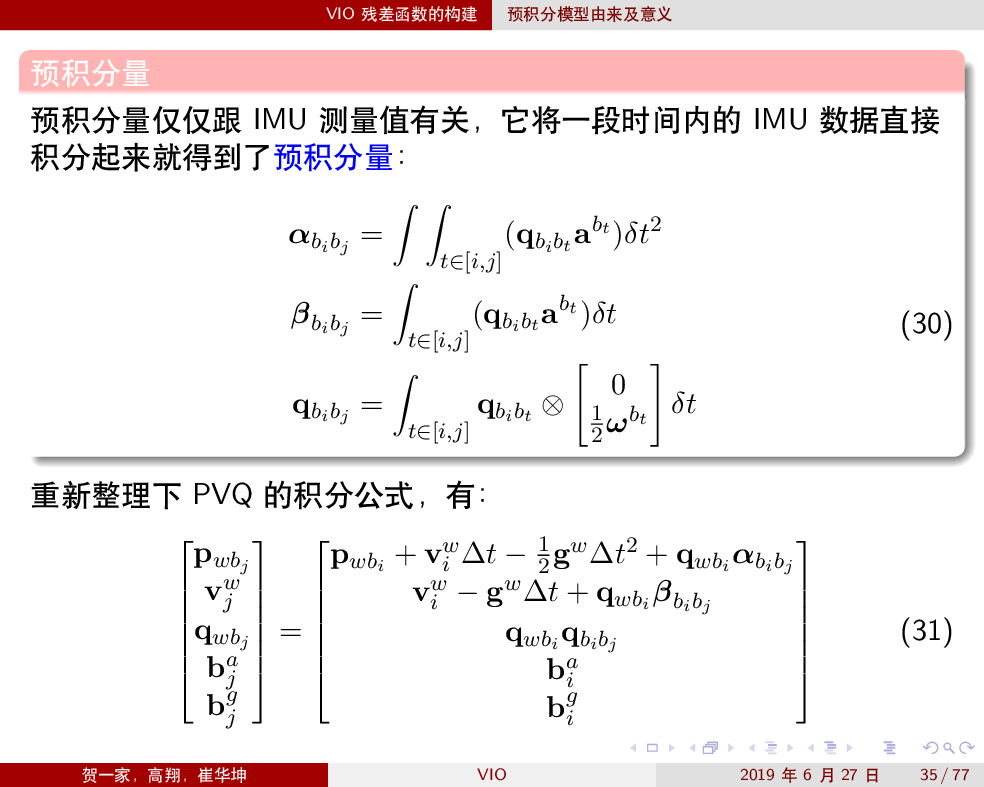 VIO 残差函数的构建 预积分模型由来及意义
预积分量
预积分量仅仅跟 IMU 测量值有关，它将一段时间内的 IMU 数据直接
积分起来就得到了预积分量：
$\boldsymbol{\alpha}_{b_i b_j} = \int\int_{t\in[i,j]} (\mathbf{q}_{b_i b_t} \mathbf{a}^{b_t}) \delta t^2$
$\boldsymbol{\beta}_{b_i b_j} = \int_{t\in[i,j]} (\mathbf{q}_{b_i b_t} \mathbf{a}^{b_t}) \delta t$ (30)
$\mathbf{q}_{b_i b_j} = \int_{t\in[i,j]} \mathbf{q}_{b_i b_t} \otimes \begin{bmatrix} 0 \\ \frac{1}{2}\boldsymbol{\omega}^{b_t} \end{bmatrix} \delta t$
重新整理下 PVQ 的积分公式，有：
$\begin{bmatrix} \mathbf{p}_{wb_j} \\ \mathbf{v}_j^w \\ \mathbf{q}_{wb_j} \\ \mathbf{b}_j^a \\ \mathbf{b}_j^g \end{bmatrix} = \begin{bmatrix} \mathbf{p}_{wb_i} + \mathbf{v}_i^w \Delta t - \frac{1}{2}\mathbf{g}^w \Delta t^2 + \mathbf{q}_{wb_i} \boldsymbol{\alpha}_{b_i b_j} \\ \mathbf{v}_i^w - \mathbf{g}^w \Delta t + \mathbf{q}_{wb_i} \boldsymbol{\beta}_{b_i b_j} \\ \mathbf{q}_{wb_i} \mathbf{q}_{b_i b_j} \\ \mathbf{b}_i^a \\ \mathbf{b}_i^g \end{bmatrix}$ (31)
贺一家，高翔，崔华坤 VIO 2019 年 6 月 27 日 35 / 77